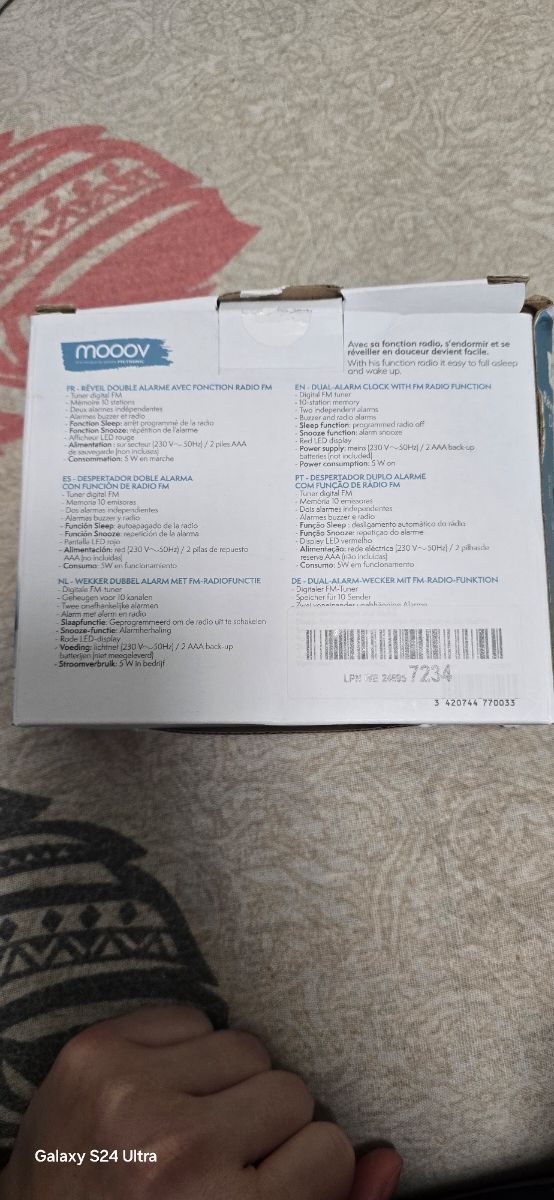 mooov
Avec sa fonction radio, s'endormir et se
réveiller en douceur devient facile.
With his function radio it easy to fall asleep
and wake up.
FR - RÉVEIL DOUBLE ALARME AVEC FONCTION RADIO FM
- Tuner digital FM
- Mémoire 10 stations
- Deux alarmes indépendantes
- Alarmes buzzer et radio
- Fonction Sleep: arrêt programmé de la radio
- Fonction Snooze: répétition de l'alarme
- Afficheur LED rouge
- Alimentation : sur secteur (230 V~ 50Hz) / 2 piles AAA
de sauvegarde (non incluses)
- Consommation: 5 W en marche
EN - DUAL-ALARM CLOCK WITH FM RADIO FUNCTION
- Digital FM tuner
- 10-station memory
- Two independent alarms
- Buzzer and radio alarms
- Sleep function: programmed radio off
- Snooze function: alarm snooze
- Red LED display
- Power supply: mains (230 V~ 50Hz) / 2 AAA back-up
batteries (not included)
- Power consumption: 5 W on
ES - DESPERTADOR DOBLE ALARMA
CON FUNCIÓN DE RADIO FM
- Tuner digital FM
- Memoria 10 emisoras
- Dos alarmas independientes
- Alarmas buzzer y radio
- Función Sleep: autoapagado de la radio
- Función Snooze: repetición de la alarma
- Pantalla LED rojo
- Alimentación: red (230 V~ 50Hz) / 2 pilas de repuesto
AAA (no incluidas)
- Consumo: 5W en funcionamiento
PT - DESPERTADOR DUPLO ALARME
COM FUNÇÃO DE RÁDIO FM
- Tuner digital FM
- Memória 10 emissoras
- Dois alarmes independentes
- Alarmes buzzer e radio
- Função Sleep : desligamento automático do rádio
- Função Snooze: repetiçao do alarme
- Display LED vermelho
- Alimentação: rede eléctrica (230 V~ 50Hz) / 2 pilhas de
reserva AAA (não incluídas)
- Consumo: 5W em funcionamento
NL - WEKKER DUBBEL ALARM MET FM-RADIOFUNCTIE
- Digitale FM-tuner
- Geheugen voor 10 kanalen
- Twee onafhankelijke alarmen
- Alarm met alarm en radio
- Slaapfunctie: Geprogrammeerd om de radio uit te schakelen
- Snooze-functie: Alarmherhaling
- Rode LED-display
- Voeding: lichtnet (230 V~ 50Hz) / 2 AAA back-up
batterijen (niet meegeleverd)
- Stroomverbruik: 5 W in bedrijf
DE - DUAL-ALARM-WECKER MIT FM-RADIO-FUNKTION
- Digitaler FM-Tuner
- Speicher für 10 Sender
- Zwei voneinander unabhängige Alarme
LPN WE 24695 7234
3 420744 770033
Galaxy S24 Ultra